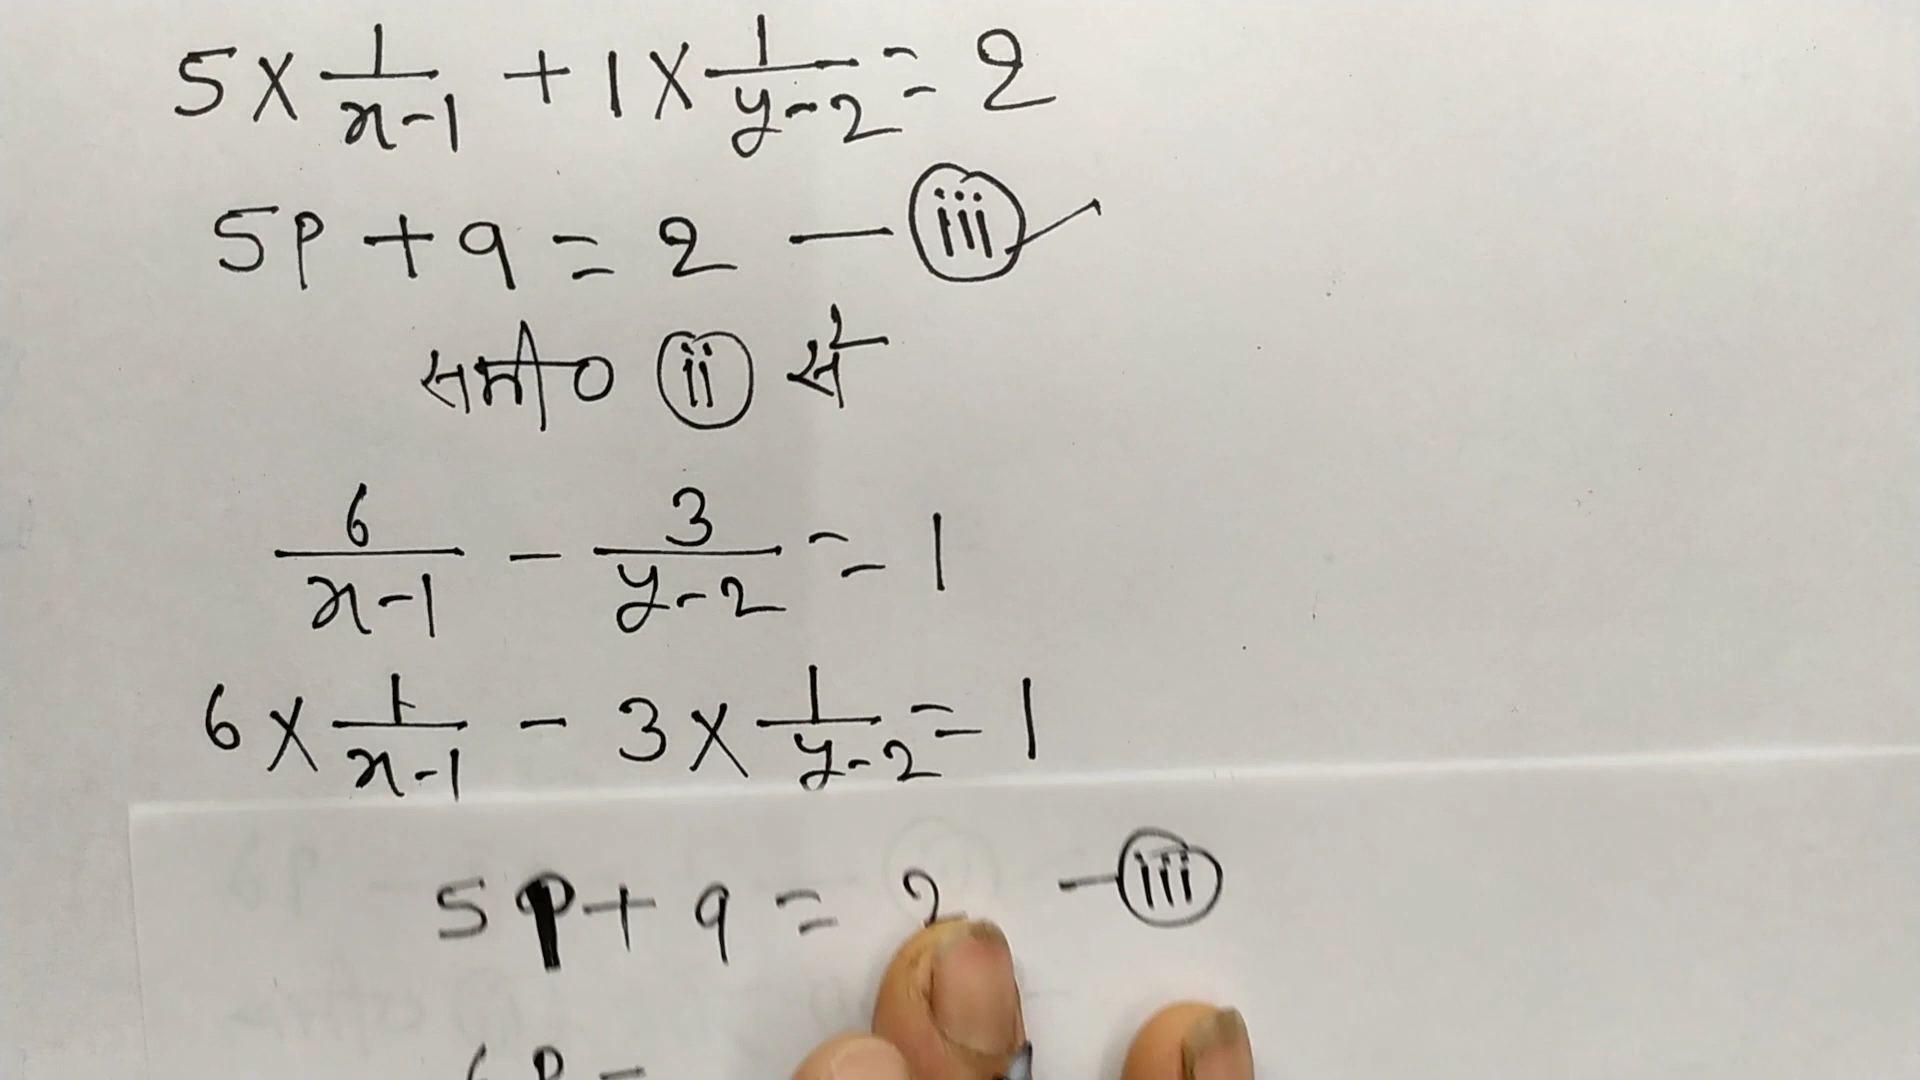 5 × 1/(x-1) + 1 × 1/(y-2) = 2
5p + q = 2 — (iii)
समी० (ii) से
6/(x-1) - 3/(y-2) = 1
6 × 1/(x-1) - 3 × 1/(y-2) = 1
5p + q = 2 — (iii)
6p -